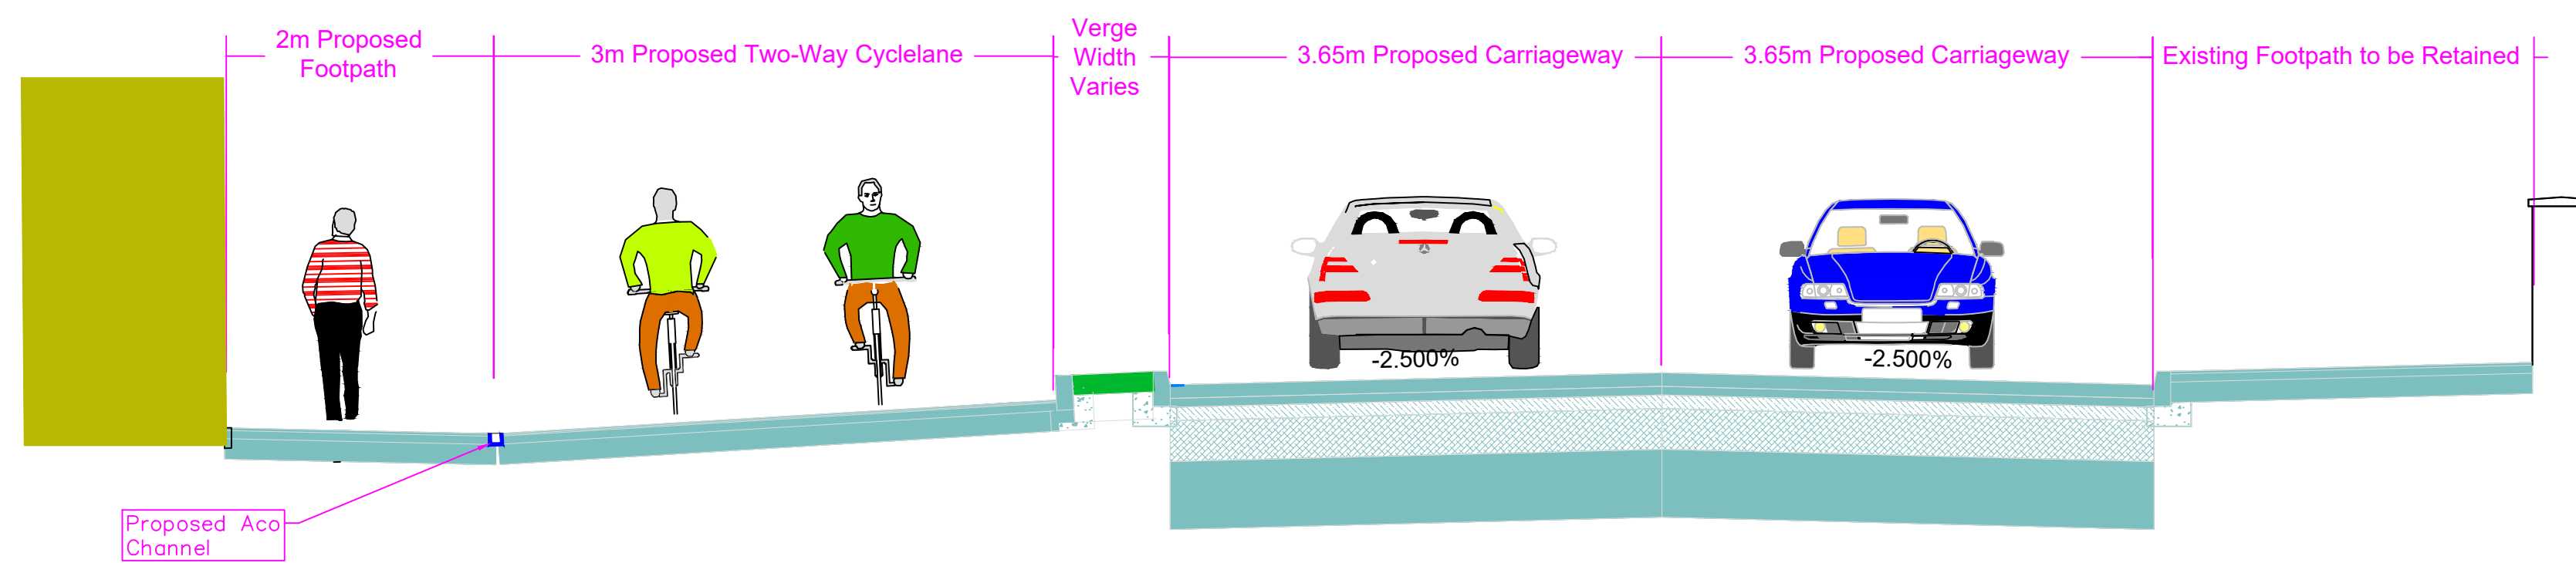 2m Proposed
Footpath
3m Proposed Two-Way Cyclelane
Verge
Width
Varies
3.65m Proposed Carriageway
3.65m Proposed Carriageway
Existing Footpath to be Retained
-2.500%
-2.500%
Proposed Aco
Channel